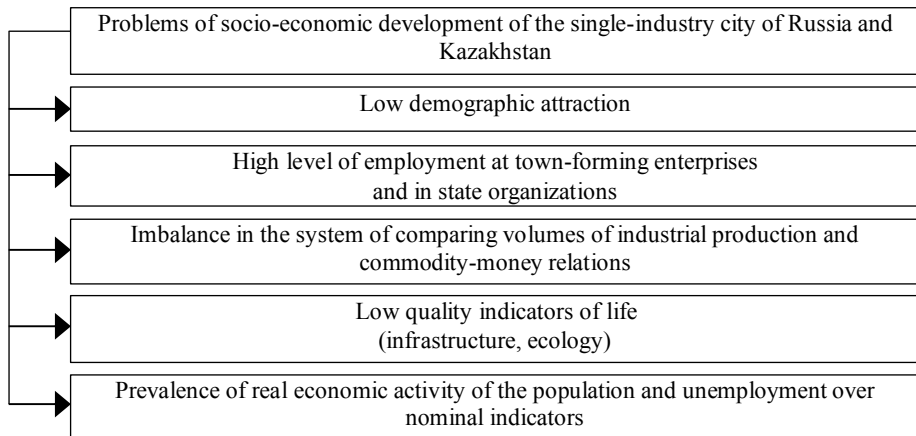 Problems of socio-economic development of the single-industry city of Russia and
Kazakhstan
Low demographic attraction
High level of employment at town-forming enterprises
and in state organizations
Imbalance in the system of comparing volumes of industrial production and
commodity-money relations
Low quality indicators of life
(infrastructure, ecology)
Prevalence of real economic activity of the population and unemployment over
nominal indicators